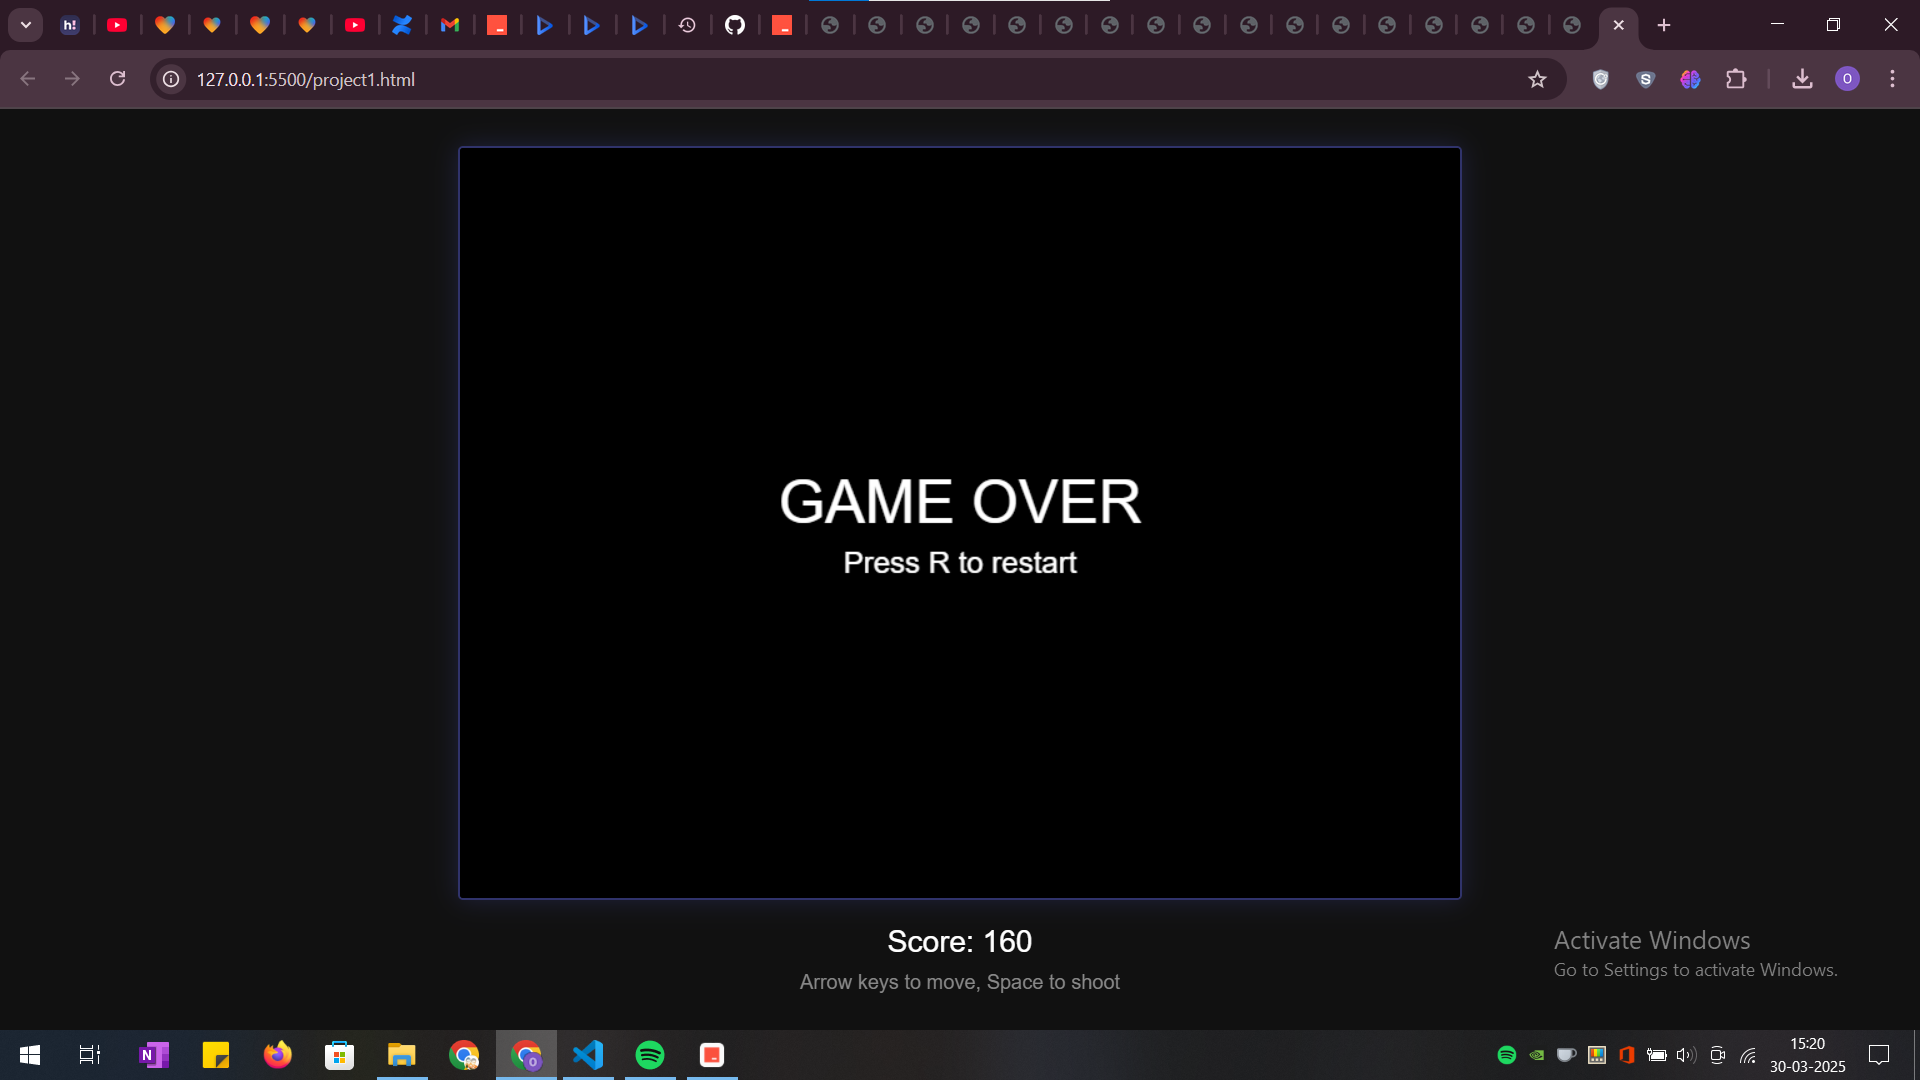 h!
127.0.0.1:5500/project1.html
S
O
GAME OVER
Press R to restart
Score: 160
Arrow keys to move, Space to shoot
Activate Windows
Go to Settings to activate Windows.
N
O
15:20
30-03-2025